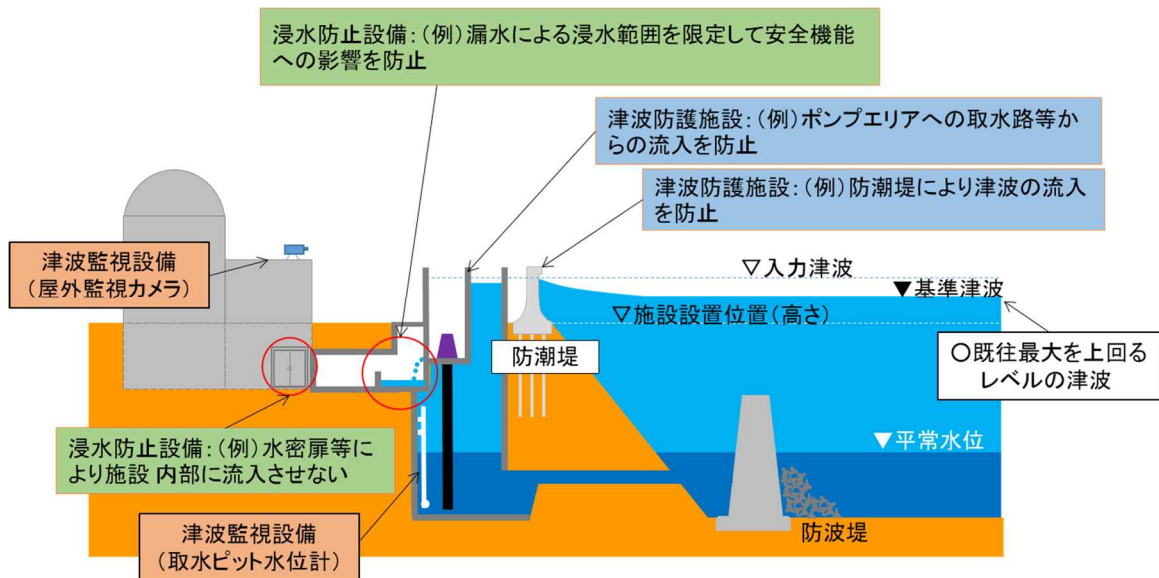 浸水防止設備:(例)漏水による浸水範囲を限定して安全機能
への影響を防止
津波防護施設:(例)ポンプエリアへの取水路等か
らの流入を防止
津波防護施設:(例)防潮堤により津波の流入
を防止
津波監視設備
(屋外監視カメラ)
▽入力津波
▼基準津波
▽施設設置位置(高さ)
防潮堤
〇既往最大を上回る
レベルの津波
浸水防止設備:(例)水密扉等に
より施設 内部に流入させない
▼平常水位
津波監視設備
(取水ピット水位計)
防波堤